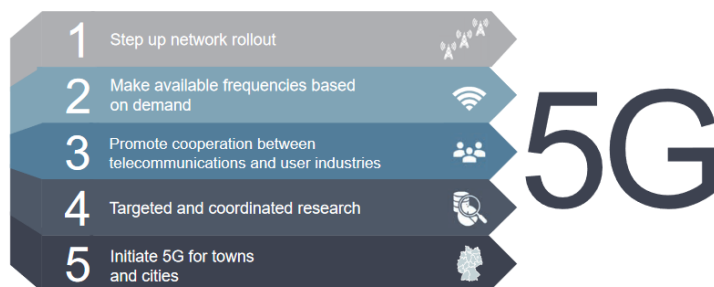 1 Step up network rollout
2 Make available frequencies based
on demand
3 Promote cooperation between
telecommunications and user industries
4 Targeted and coordinated research
5 Initiate 5G for towns
and cities
5G